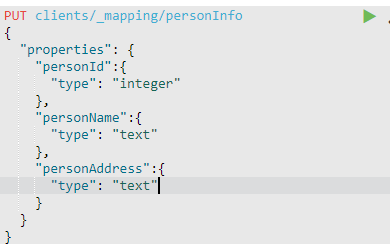 PUT clients/_mapping/personInfo
{
"properties": {
"personId":{
"type": "integer"
},
"personName":{
"type": "text"
},
"personAddress":{
"type": "text"
}
}
}